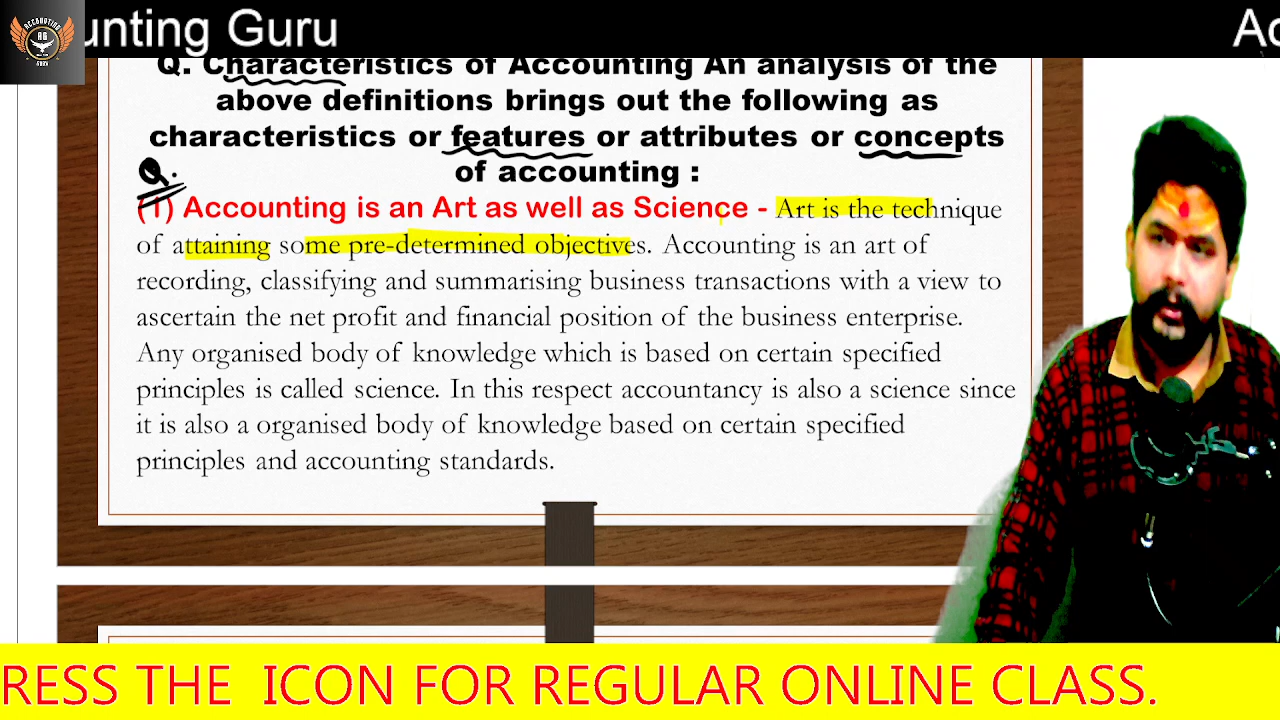 unting Guru
Ac
ACCOUNTING
AG
GURU
Q. Characteristics of Accounting An analysis of the
above definitions brings out the following as
characteristics or features or attributes or concepts
of accounting :
Q.
(1) Accounting is an Art as well as Science - Art is the technique
of attaining some pre-determined objectives. Accounting is an art of
recording, classifying and summarising business transactions with a view to
ascertain the net profit and financial position of the business enterprise.
Any organised body of knowledge which is based on certain specified
principles is called science. In this respect accountancy is also a science since
it is also a organised body of knowledge based on certain specified
principles and accounting standards.
RESS THE ICON FOR REGULAR ONLINE CLASS.